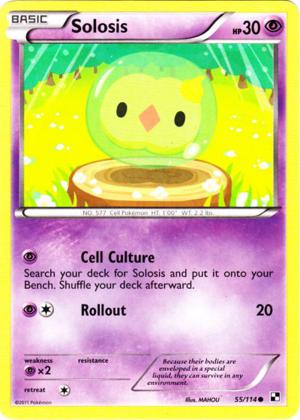 BASIC
Solosis
HP 30
NO. 577 Cell Pokémon HT: 1'00" WT: 2.2 lbs.
Cell Culture
Search your deck for Solosis and put it onto your
Bench. Shuffle your deck afterward.
Rollout 20
weakness resistance
×2
retreat
Because their bodies are
enveloped in a special
liquid, they can survive in any
environment.
©2011 Pokémon
Illus. MAHOU
55/114